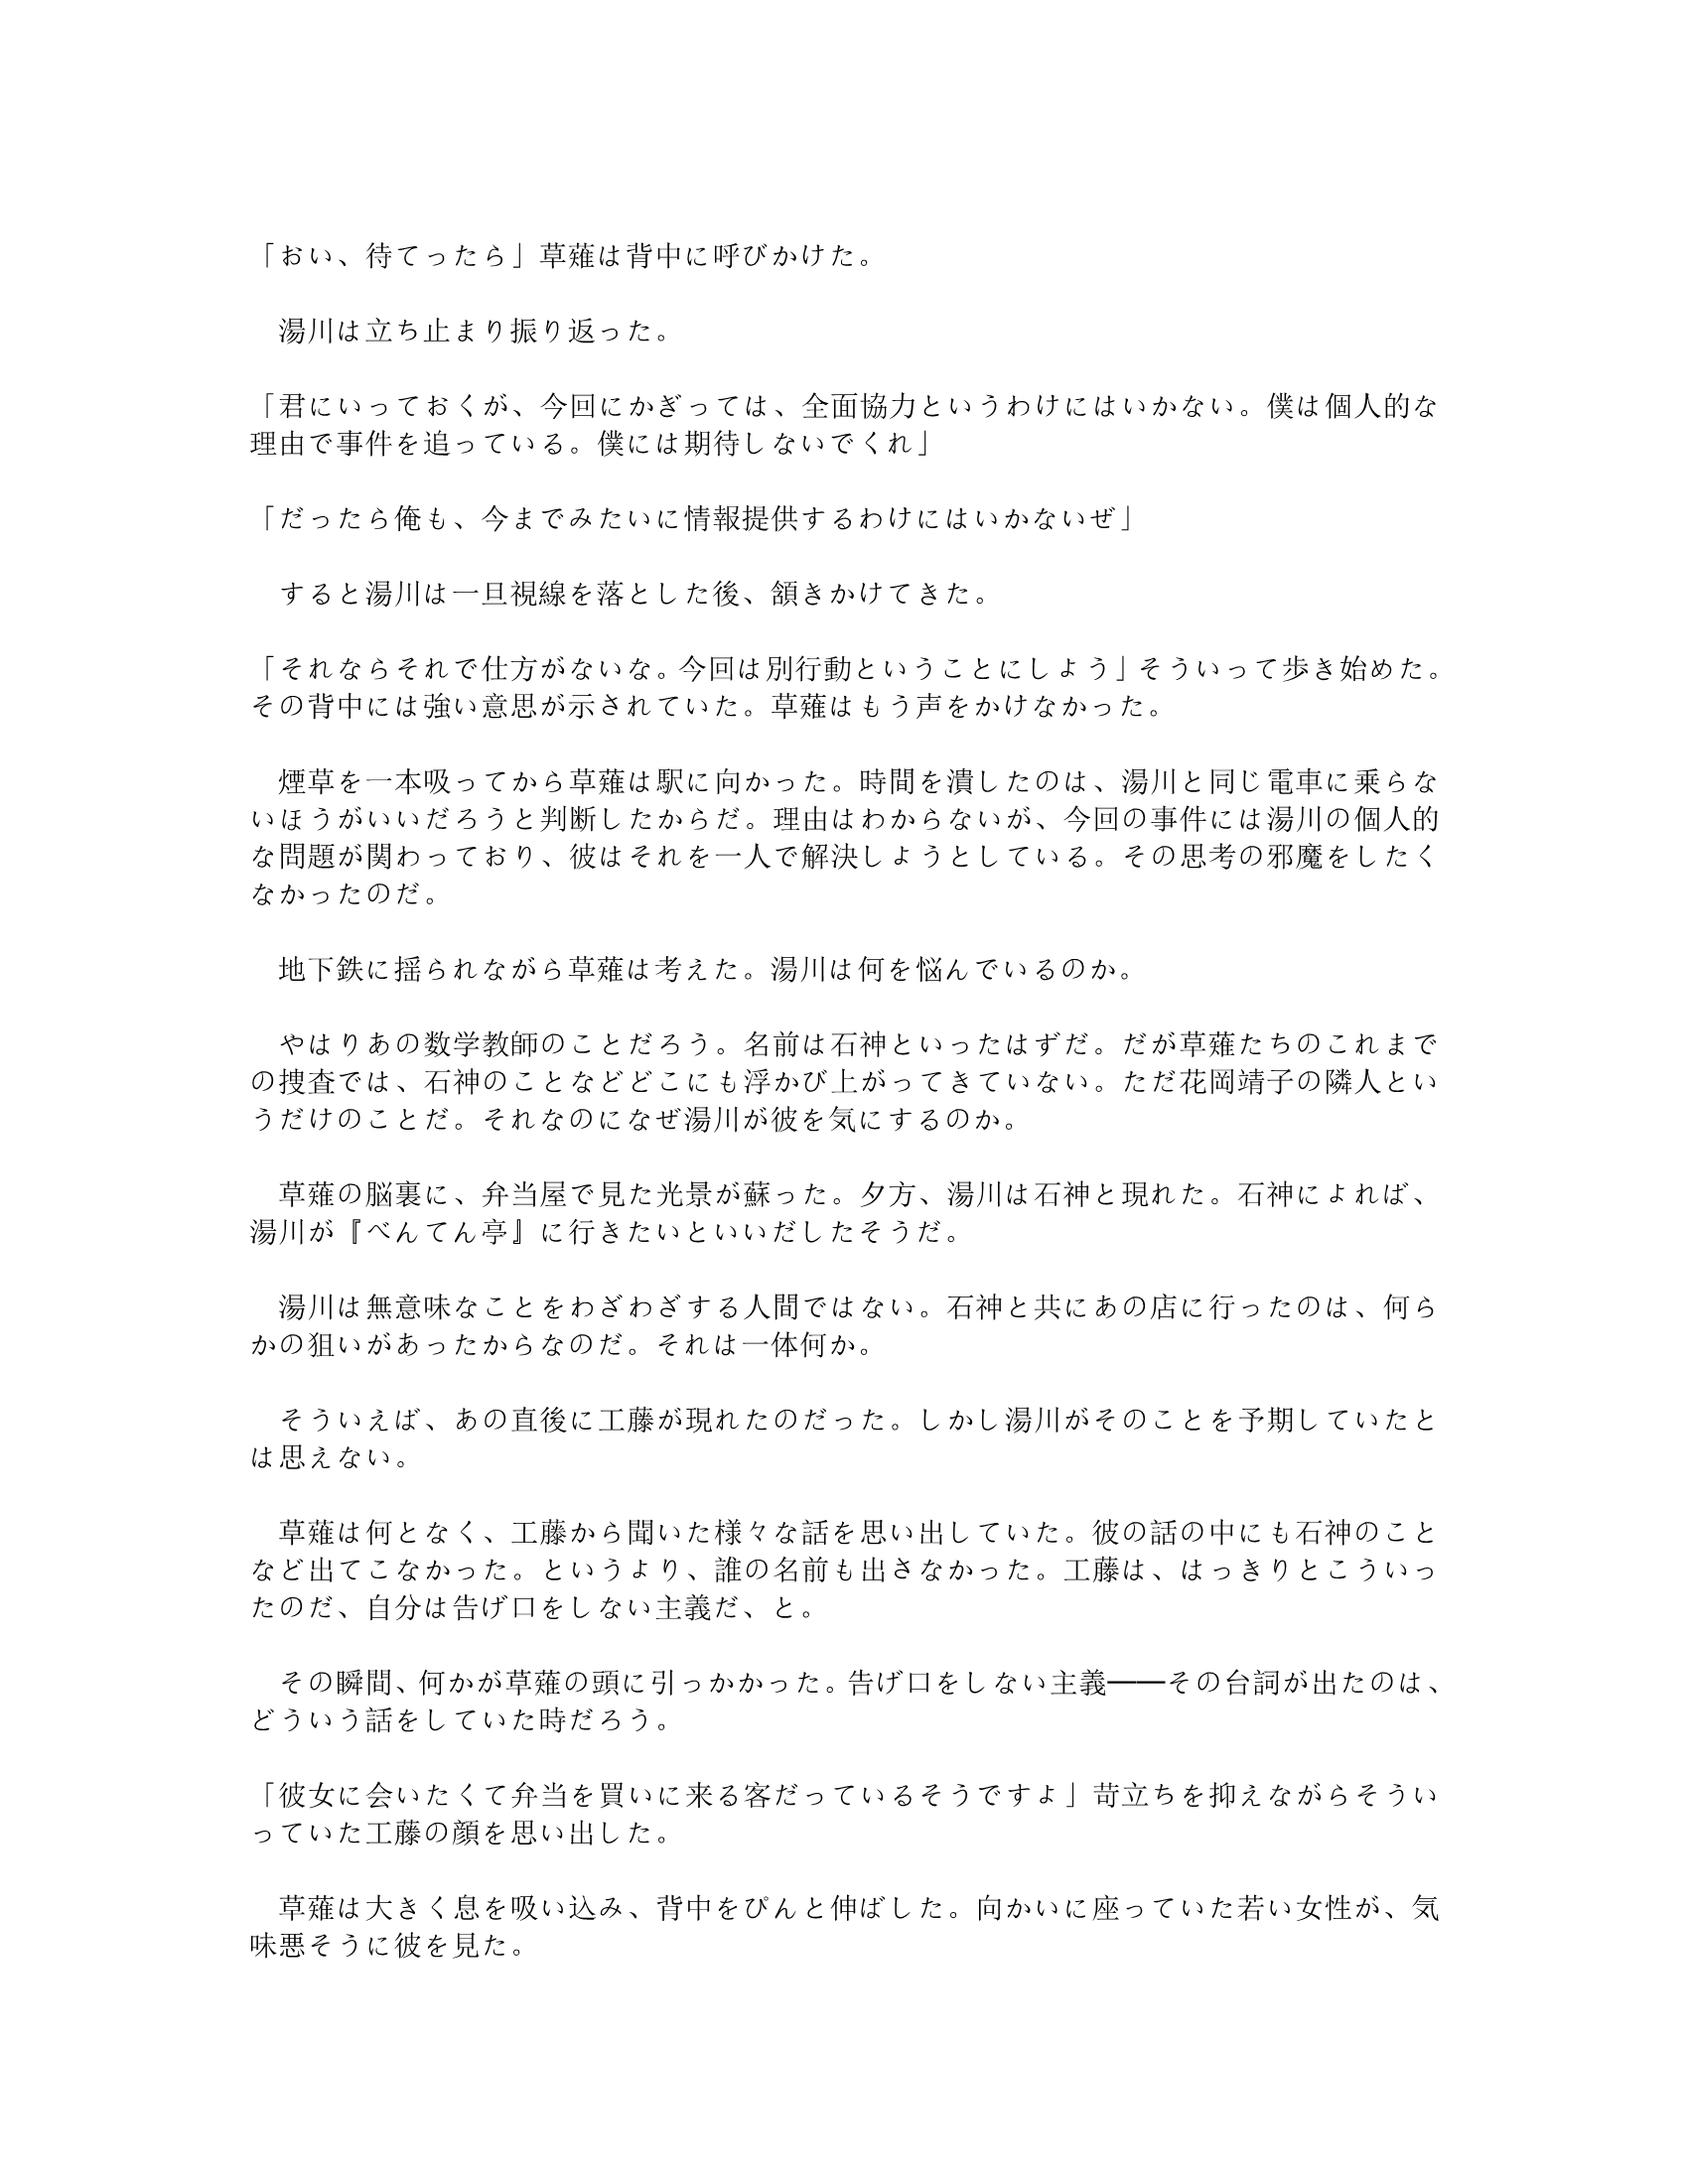 「おい、待てったら」草薙は背中に呼びかけた。
　湯川は立ち止まり振り返った。
「君にいっておくが、今回にかぎっては、全面協力というわけにはいかない。僕は個人的な
理由で事件を追っている。僕には期待しないでくれ」
「だったら俺も、今までみたいに情報提供するわけにはいかないぜ」
　すると湯川は一旦視線を落とした後、頷きかけてきた。
「それならそれで仕方がないな。今回は別行動ということにしよう」そういって歩き始めた。
その背中には強い意思が示されていた。草薙はもう声をかけなかった。
　煙草を一本吸ってから草薙は駅に向かった。時間を潰したのは、湯川と同じ電車に乗らな
いほうがいいだろうと判断したからだ。理由はわからないが、今回の事件には湯川の個人的
な問題が関わっており、彼はそれを一人で解決しようとしている。その思考の邪魔をしたく
なかったのだ。
　地下鉄に揺られながら草薙は考えた。湯川は何を悩んでいるのか。
　やはりあの数学教師のことだろう。名前は石神といったはずだ。だが草薙たちのこれまで
の捜査では、石神のことなどどこにも浮かび上がってきていない。ただ花岡靖子の隣人とい
うだけのことだ。それなのになぜ湯川が彼を気にするのか。
　草薙の脳裏に、弁当屋で見た光景が蘇った。夕方、湯川は石神と現れた。石神によれば、
湯川が『べんてん亭』に行きたいといいだしたそうだ。
　湯川は無意味なことをわざわざする人間ではない。石神と共にあの店に行ったのは、何ら
かの狙いがあったからなのだ。それは一体何か。
　そういえば、あの直後に工藤が現れたのだった。しかし湯川がそのことを予期していたと
は思えない。
　草薙は何となく、工藤から聞いた様々な話を思い出していた。彼の話の中にも石神のこと
など出てこなかった。というより、誰の名前も出さなかった。工藤は、はっきりとこういっ
たのだ、自分は告げ口をしない主義だ、と。
　その瞬間、何かが草薙の頭に引っかかった。告げ口をしない主義――その台詞が出たのは、
どういう話をしていた時だろう。
「彼女に会いたくて弁当を買いに来る客だっているそうですよ」苛立ちを抑えながらそうい
っていた工藤の顔を思い出した。
　草薙は大きく息を吸い込み、背中をぴんと伸ばした。向かいに座っていた若い女性が、気
味悪そうに彼を見た。